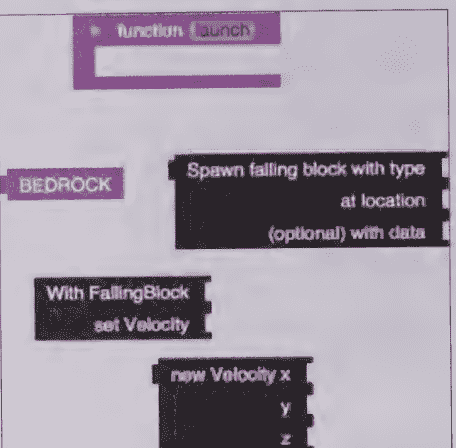 function launch
BEDROCK
Spawn falling block with type
at location
(optional) with data
With FallingBlock
set Velocity
new Velocity x
y
z